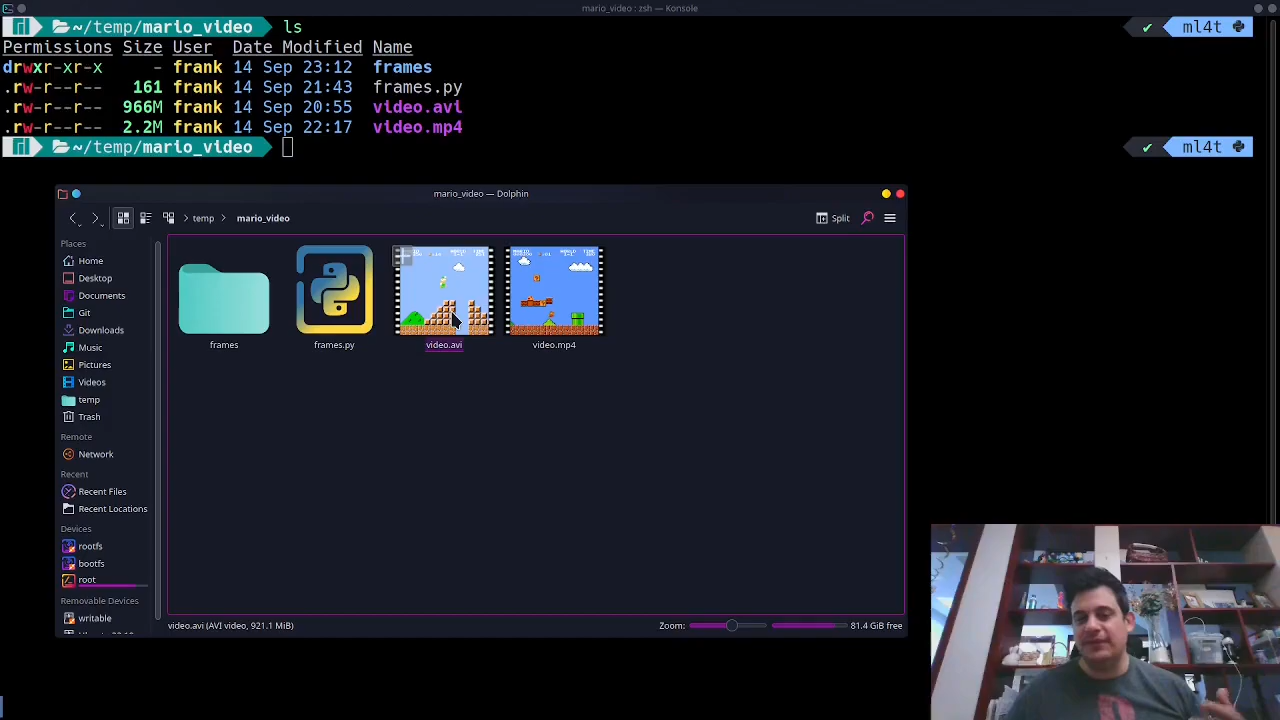 mario_video : zsh — Konsole
~/temp/mario_video ls ✔ ml4t
Permissions Size User Date Modified Name
drwxr-xr-x - frank 14 Sep 23:12 frames
.rw-r--r-- 161 frank 14 Sep 21:43 frames.py
.rw-r--r-- 966M frank 14 Sep 20:55 video.avi
.rw-r--r-- 2.2M frank 14 Sep 22:17 video.mp4
~/temp/mario_video ✔ ml4t
mario_video — Dolphin
temp > mario_video Split
Places
Home
Desktop
Documents
Git
Downloads
Music
Pictures
Videos
temp
Trash
Remote
Network
Recent
Recent Files
Recent Locations
Devices
rootfs
bootfs
root
Removable Devices
writable
frames frames.py video.avi video.mp4
video.avi (AVI video, 921.1 MiB) Zoom: 81.4 GiB free